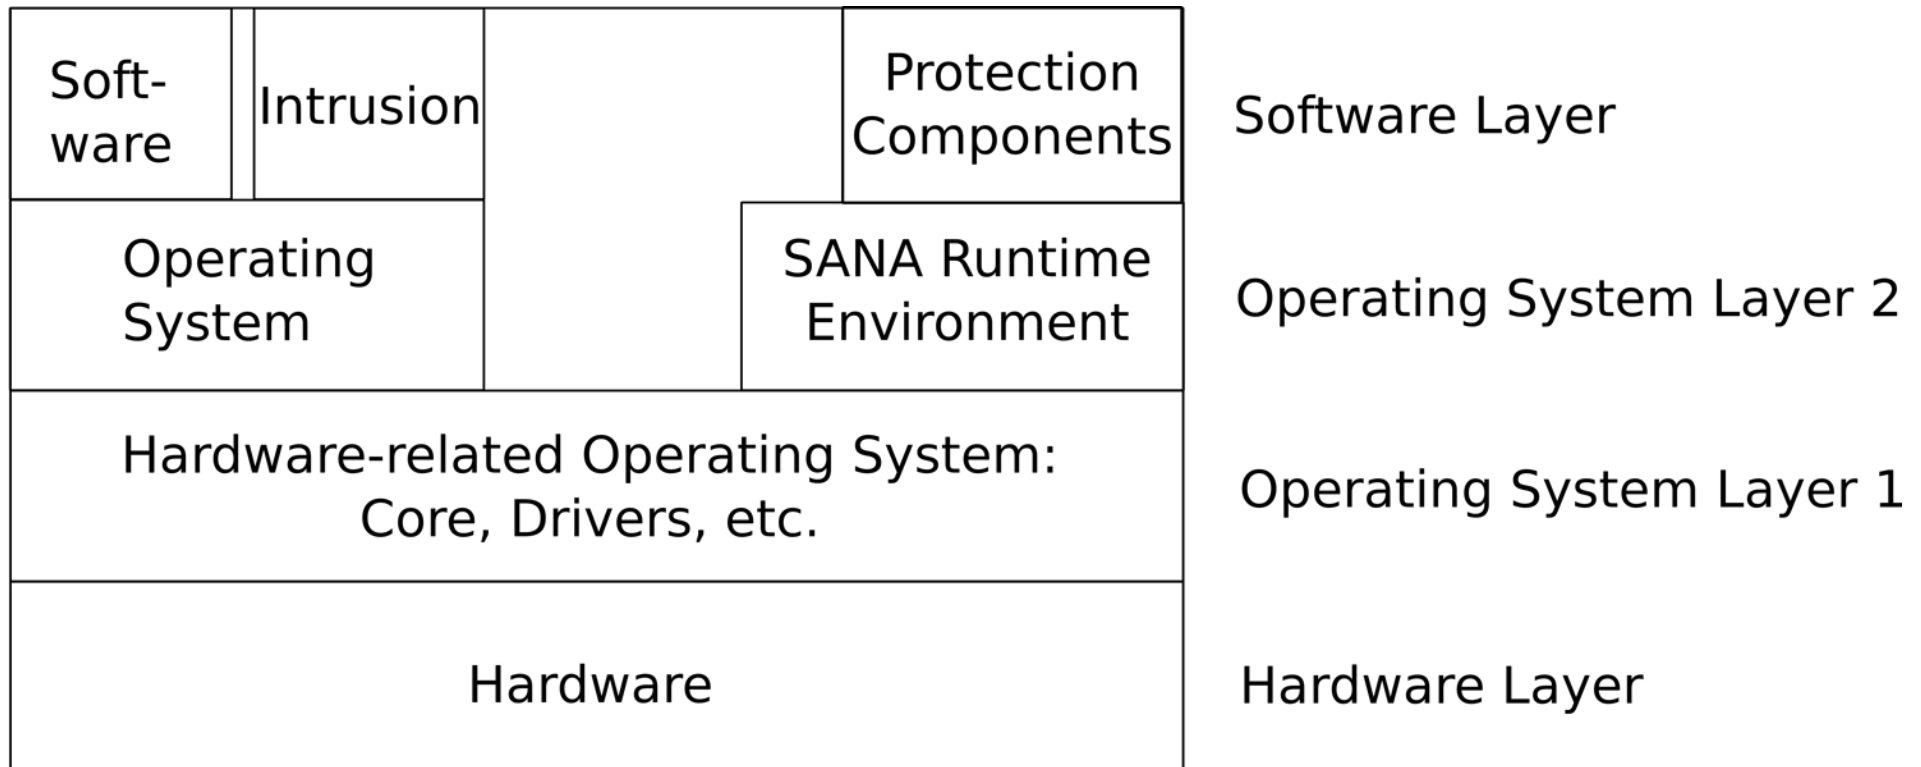 Soft-
ware
Intrusion
Protection
Components
Software Layer
Operating
System
SANA Runtime
Environment
Operating System Layer 2
Hardware-related Operating System:
Core, Drivers, etc.
Operating System Layer 1
Hardware
Hardware Layer